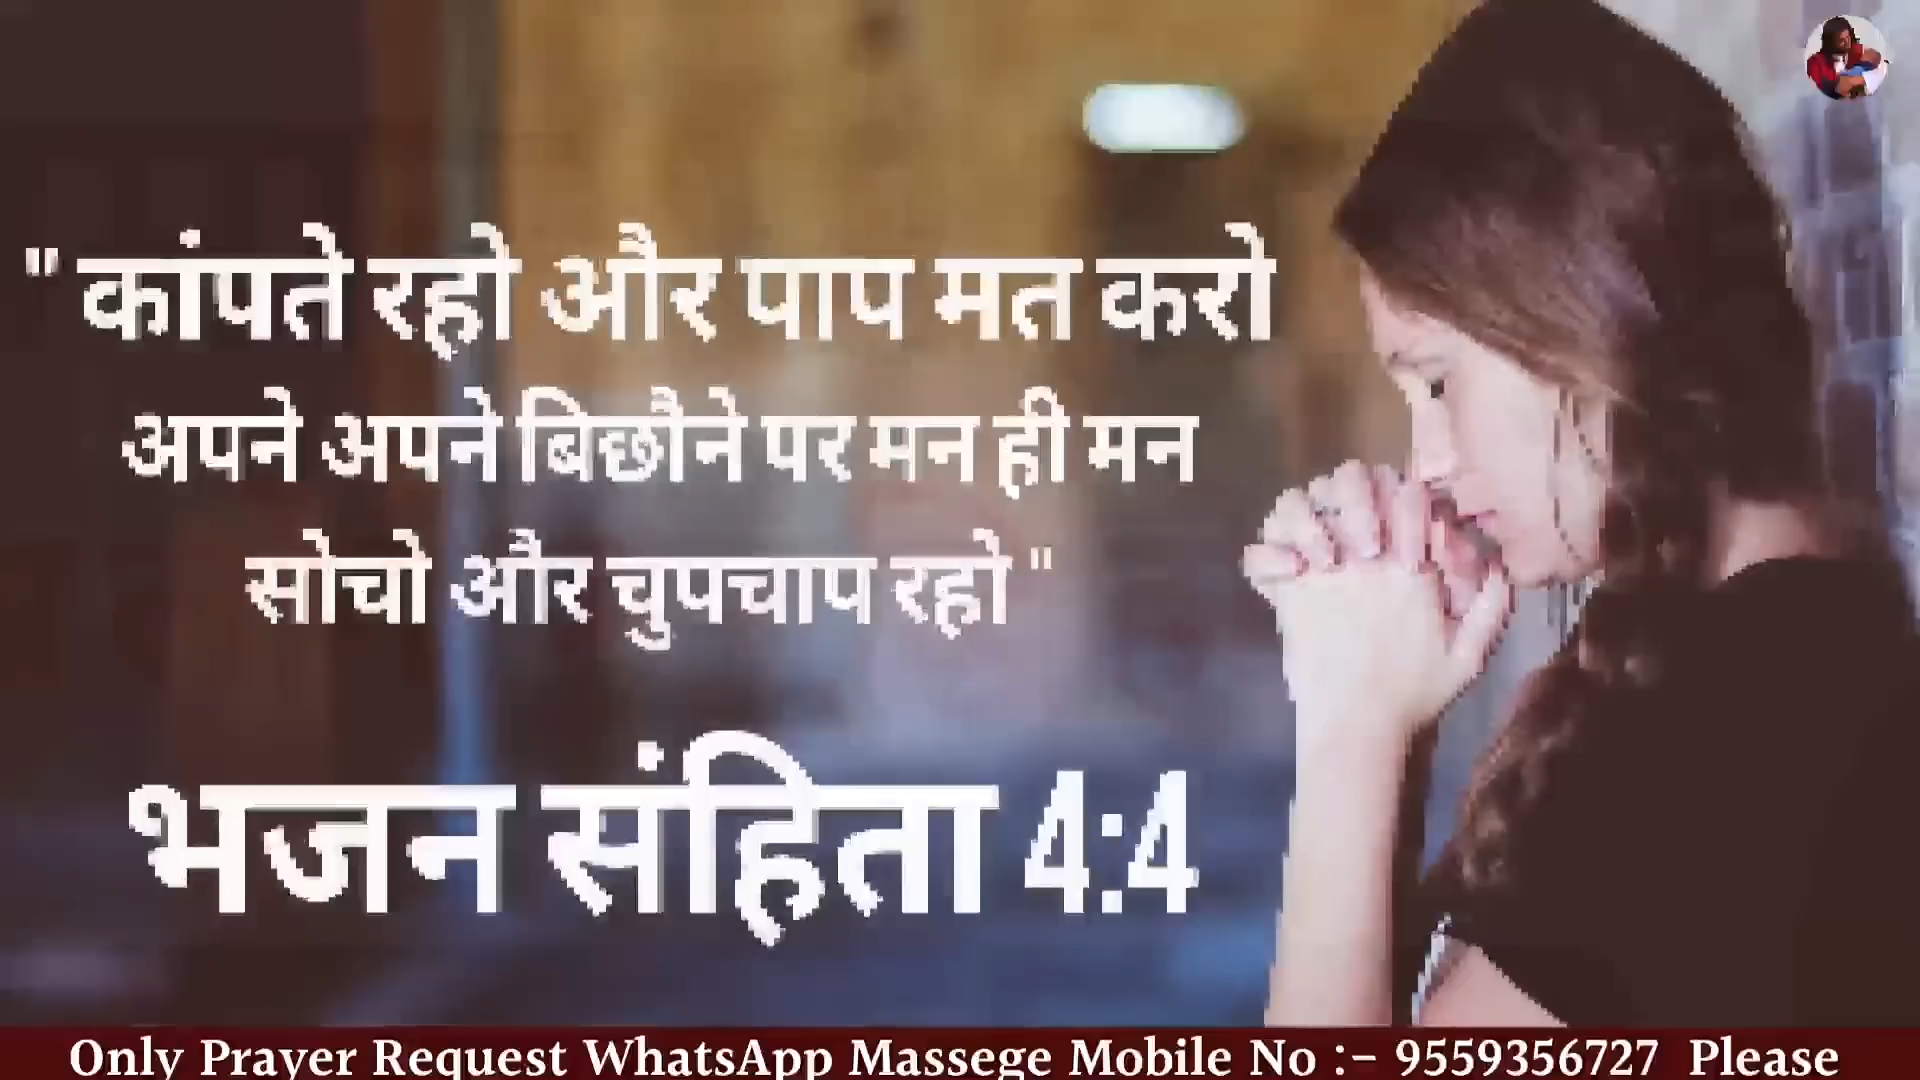 " कांपते रहो और पाप मत करो
अपने अपने बिछौने पर मन ही मन
सोचो और चुपचाप रहो "
भजन संहिता 4:4
Only Prayer Request WhatsApp Massege Mobile No :- 9559356727 Please